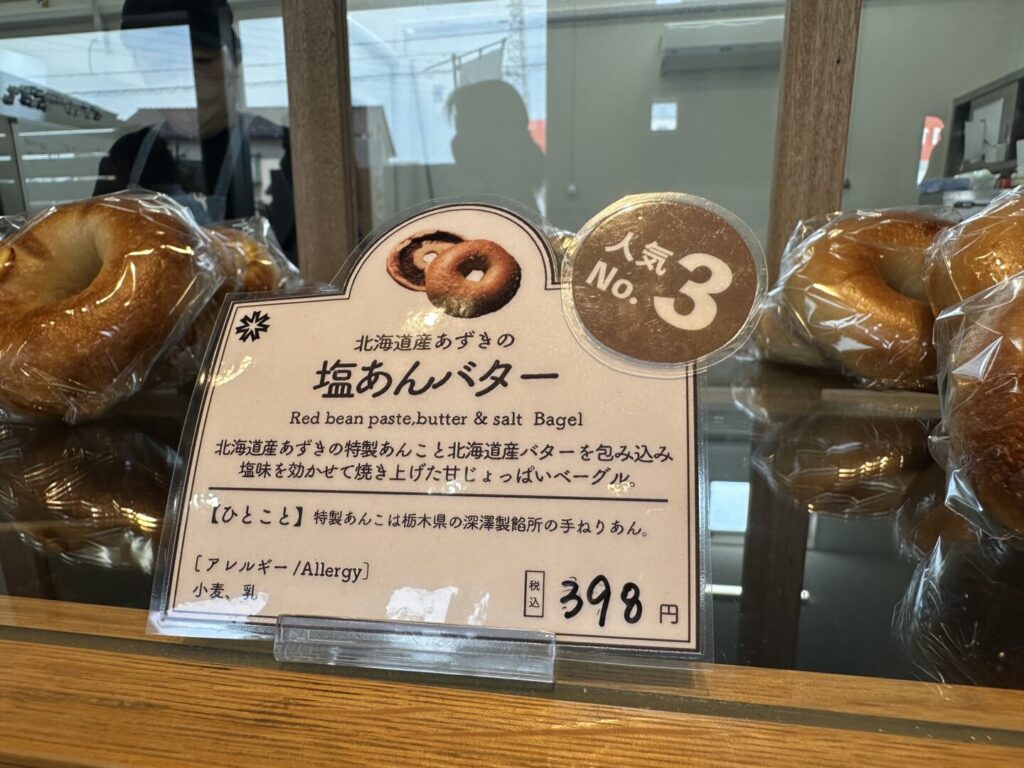 人気
No. 3
北海道産あずきの
塩あんバター
Red bean paste,butter & salt Bagel
北海道産あずきの特製あんこと北海道産バターを包み込み
塩味を効かせて焼き上げた甘じょっぱいベーグル。
【ひとこと】特製あんこは栃木県の深澤製餡所の手ねりあん。
[アレルギー/Allergy]
小麦、乳
税込 398円